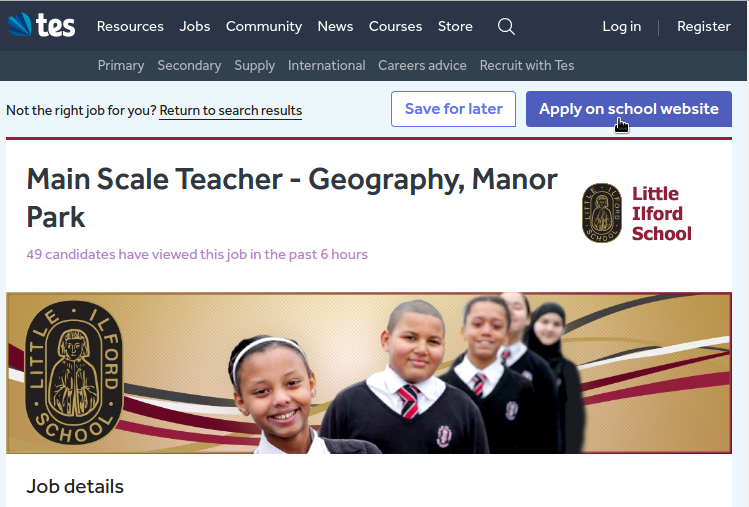 tes Resources Jobs Community News Courses Store Log in Register
Primary Secondary Supply International Careers advice Recruit with Tes
Not the right job for you? Return to search results Save for later Apply on school website
Main Scale Teacher - Geography, Manor
Park
49 candidates have viewed this job in the past 6 hours
LITTLE ILFORD SCHOOL
Little
Ilford
School
LITTLE ILFORD SCHOOL
Job details